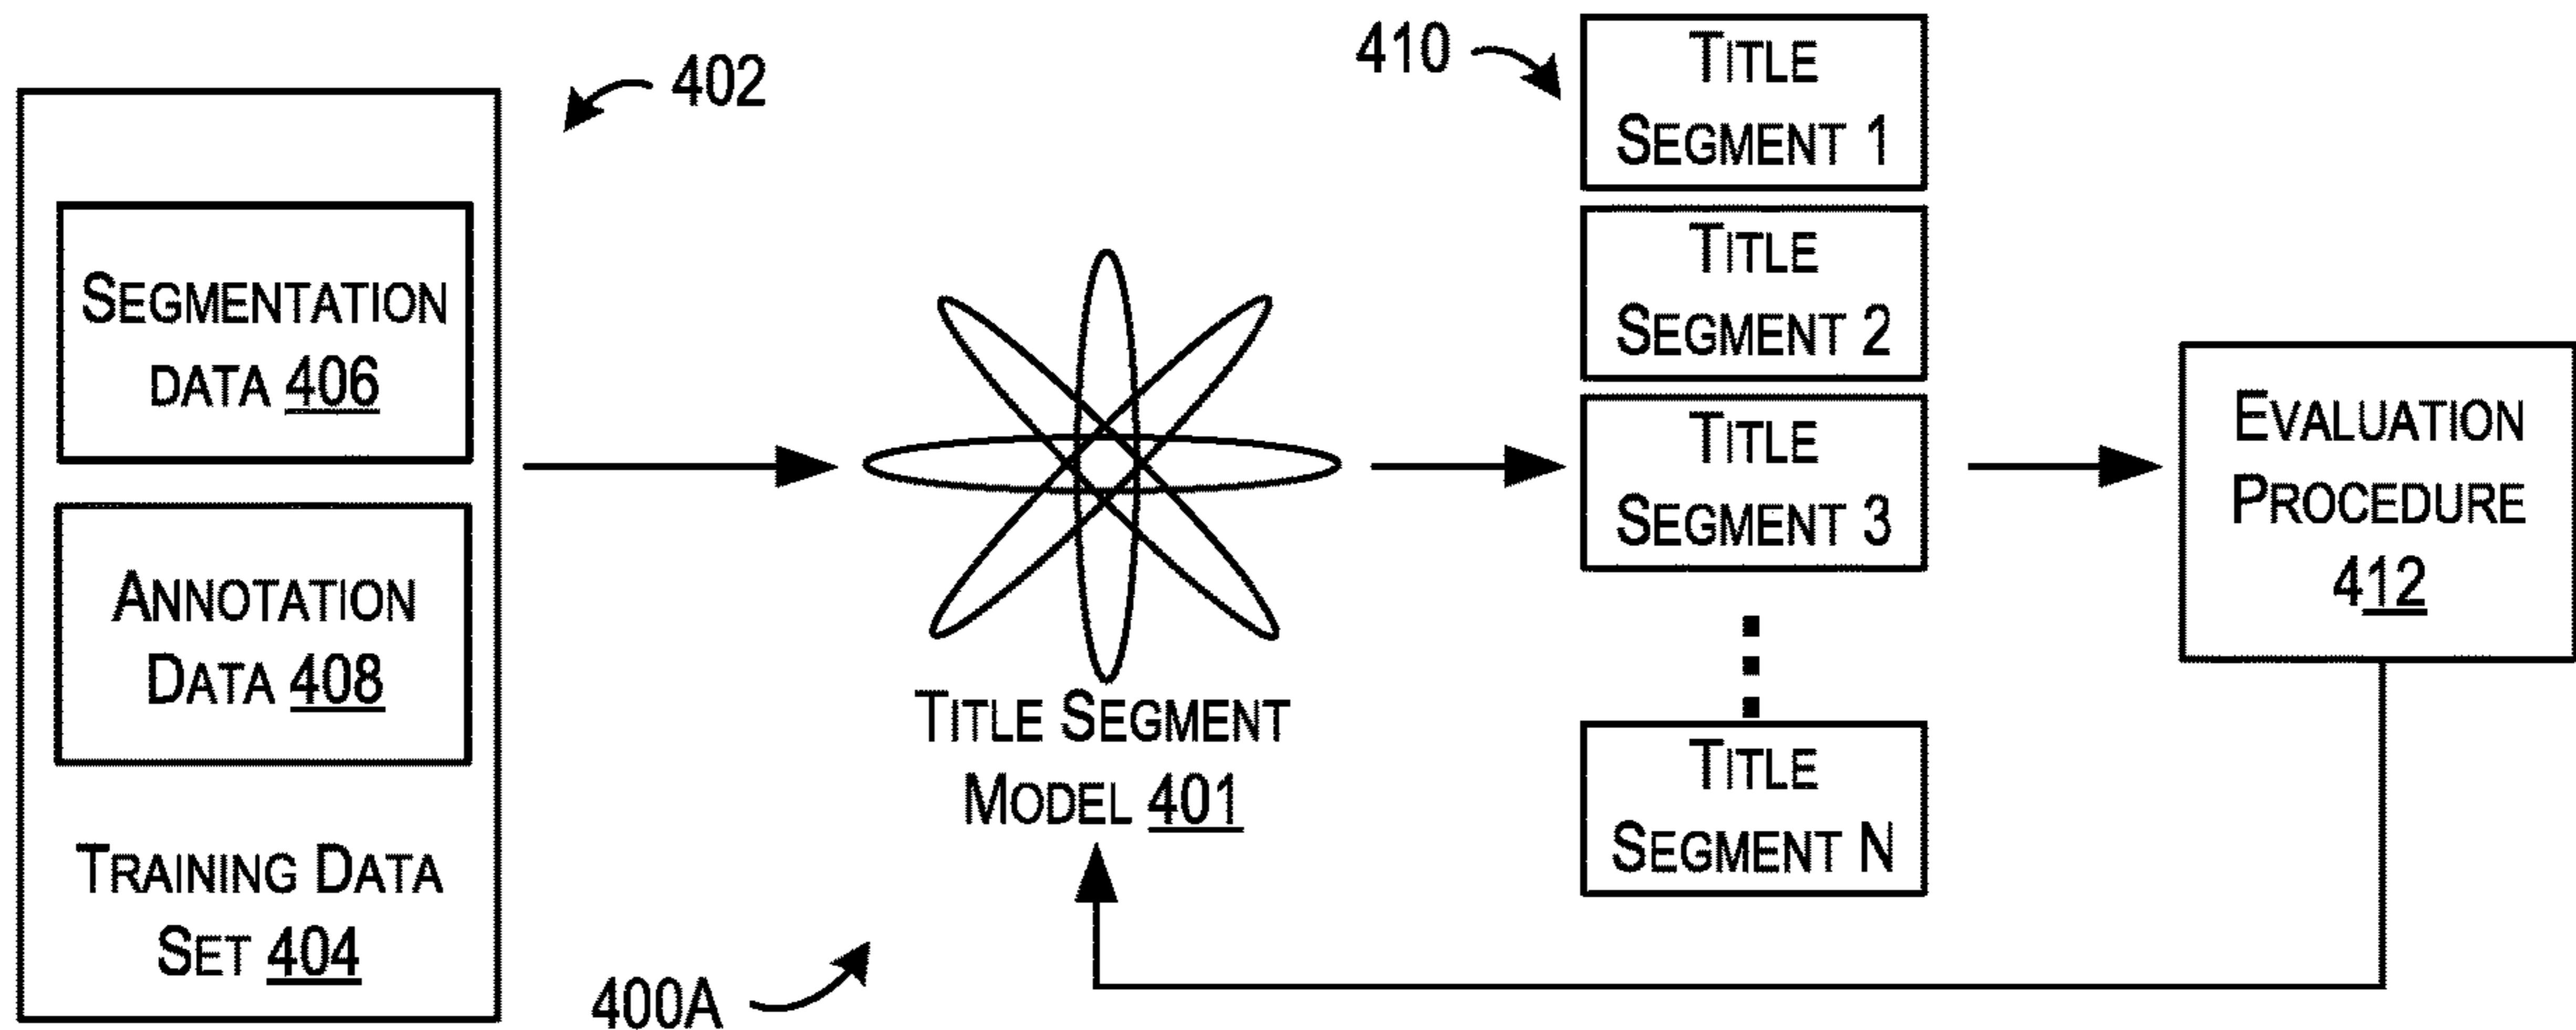 402
SEGMENTATION
DATA 406
ANNOTATION
DATA 408
TRAINING DATA
SET 404
TITLE SEGMENT
MODEL 401
400A
410
TITLE
SEGMENT 1
TITLE
SEGMENT 2
TITLE
SEGMENT 3
TITLE
SEGMENT N
EVALUATION
PROCEDURE
412